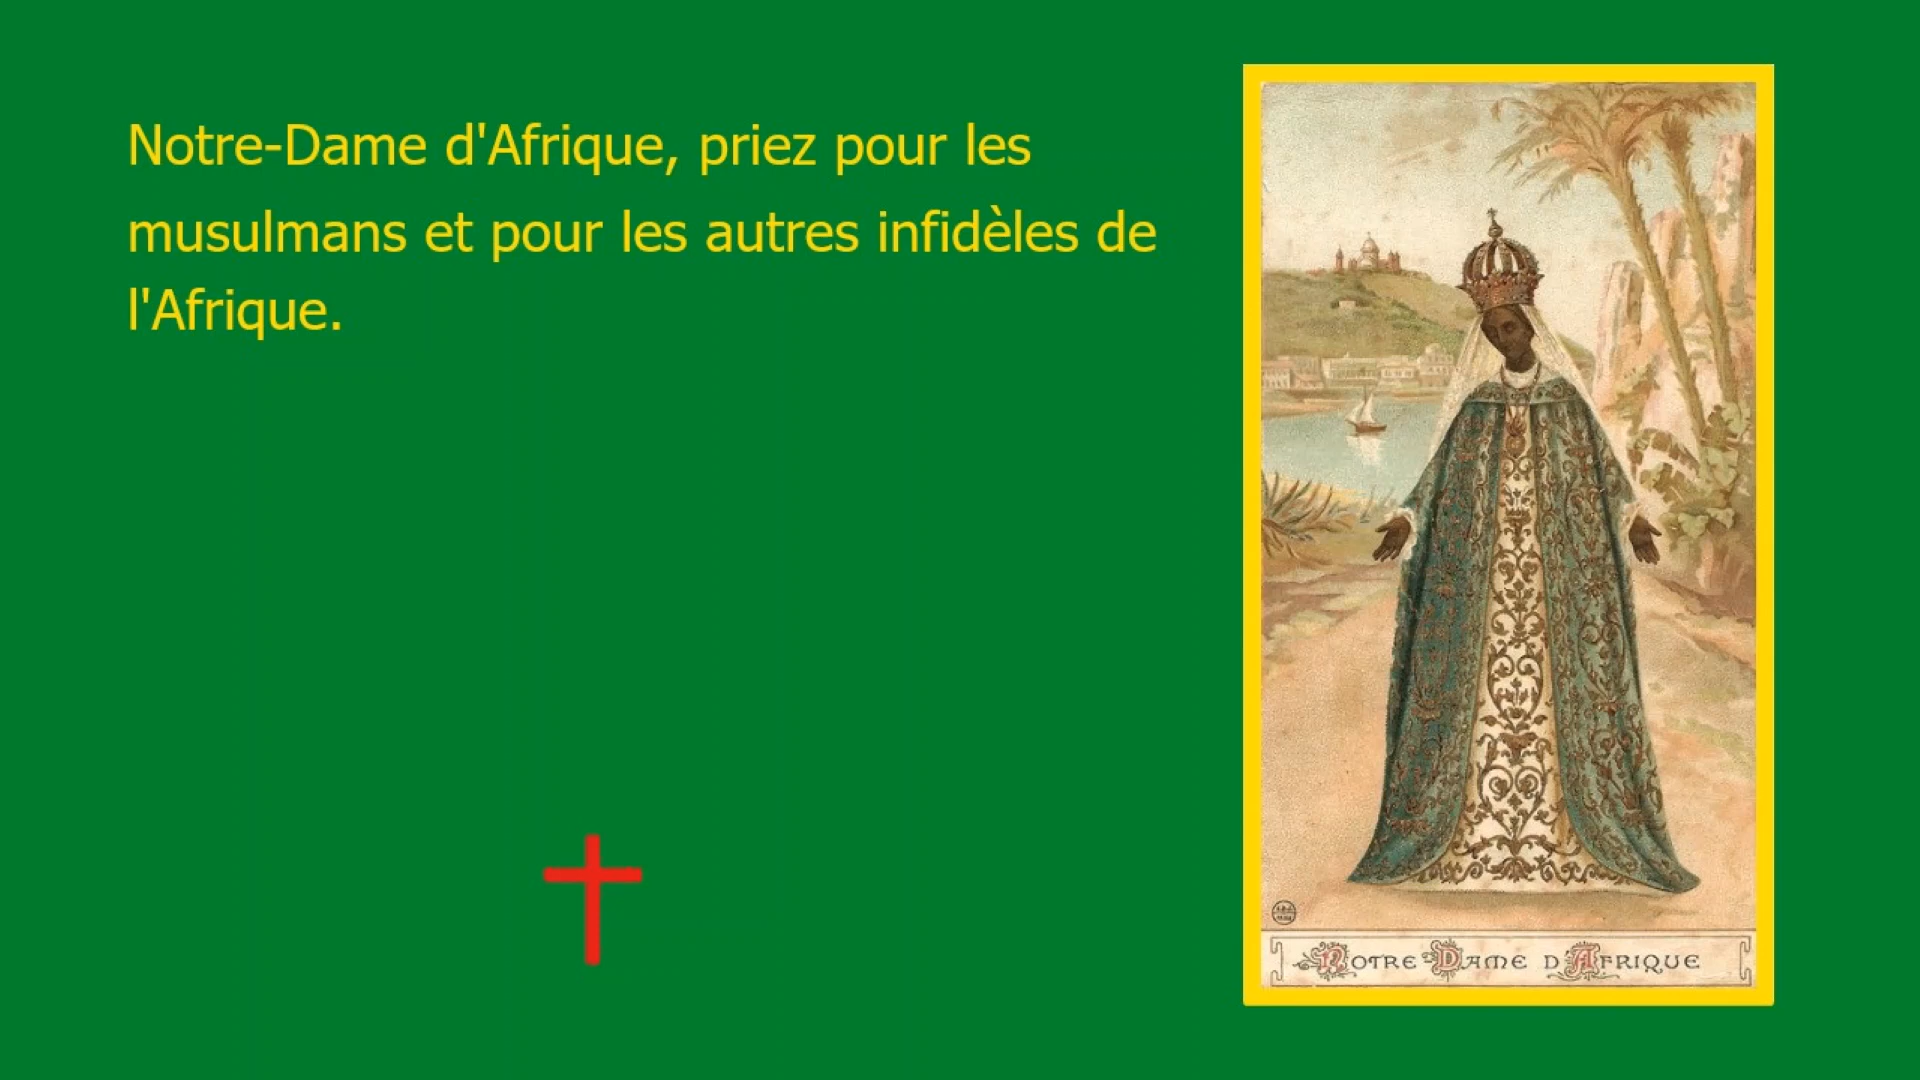 Notre-Dame d'Afrique, priez pour les
musulmans et pour les autres infidèles de
l'Afrique.
Notre-Dame d'Afrique